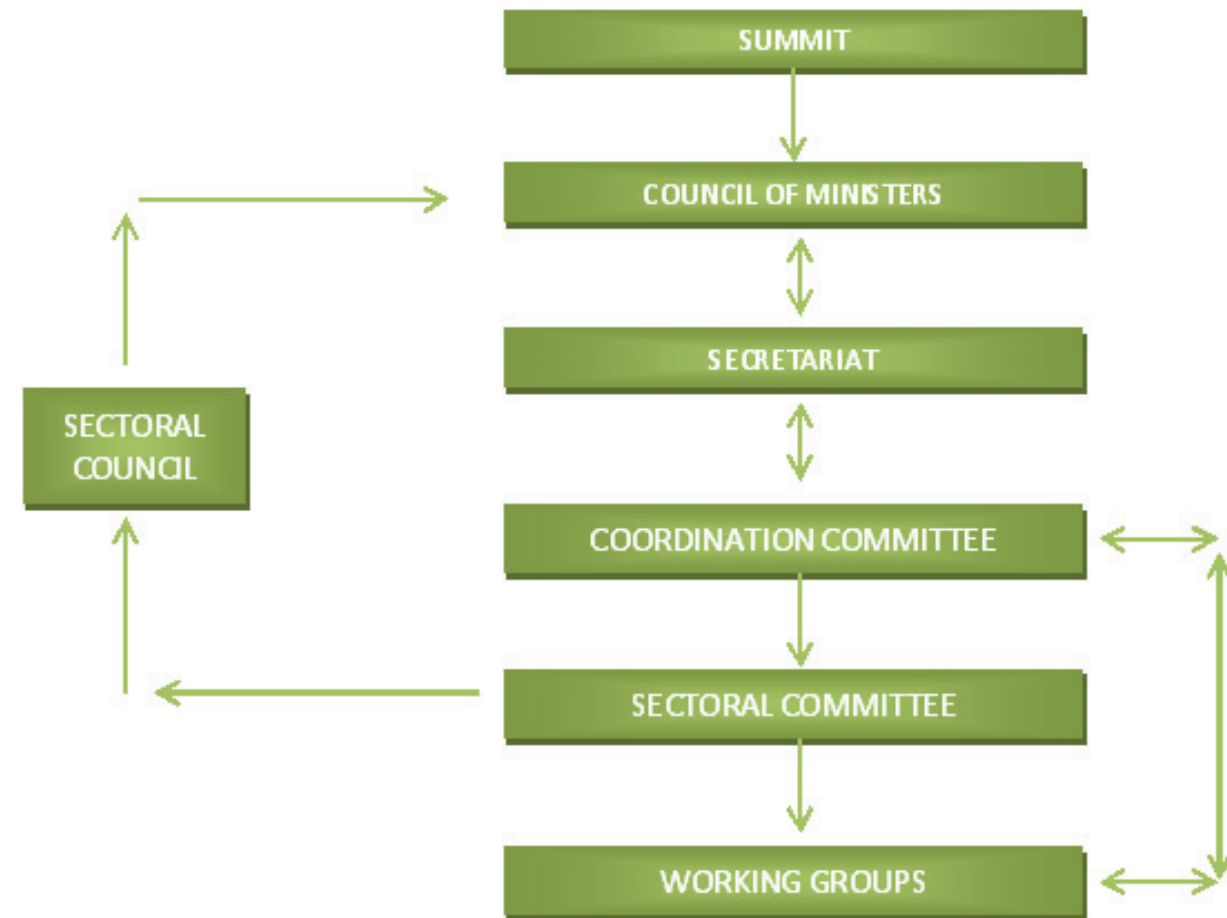 SUMMIT
COUNCIL OF MINISTERS
SECRETARIAT
SECTORAL
COUNCIL
COORDINATION COMMITTEE
SECTORAL COMMITTEE
WORKING GROUPS